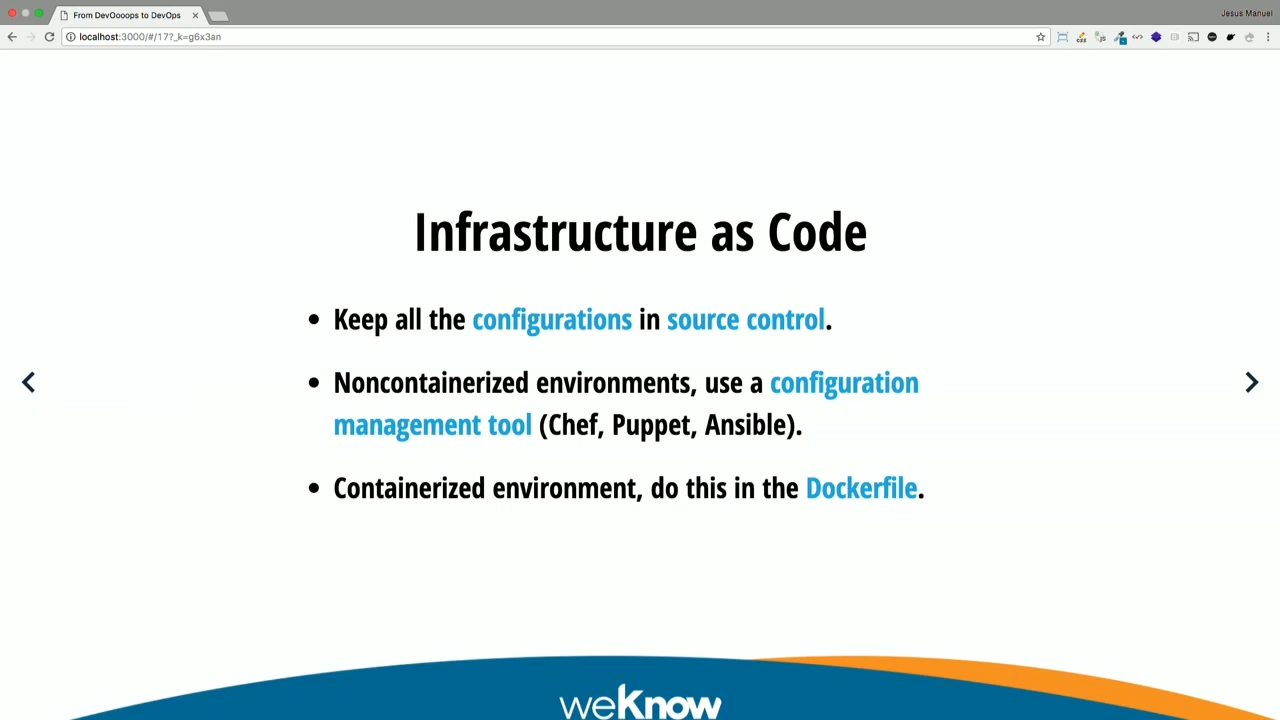 From DevOoops to DevOps
Jesus Manuel
localhost:3000/#/17?_k=g6x3an
Infrastructure as Code
• Keep all the configurations in source control.
• Noncontainerized environments, use a configuration
management tool (Chef, Puppet, Ansible).
• Containerized environment, do this in the Dockerfile.
weKnow